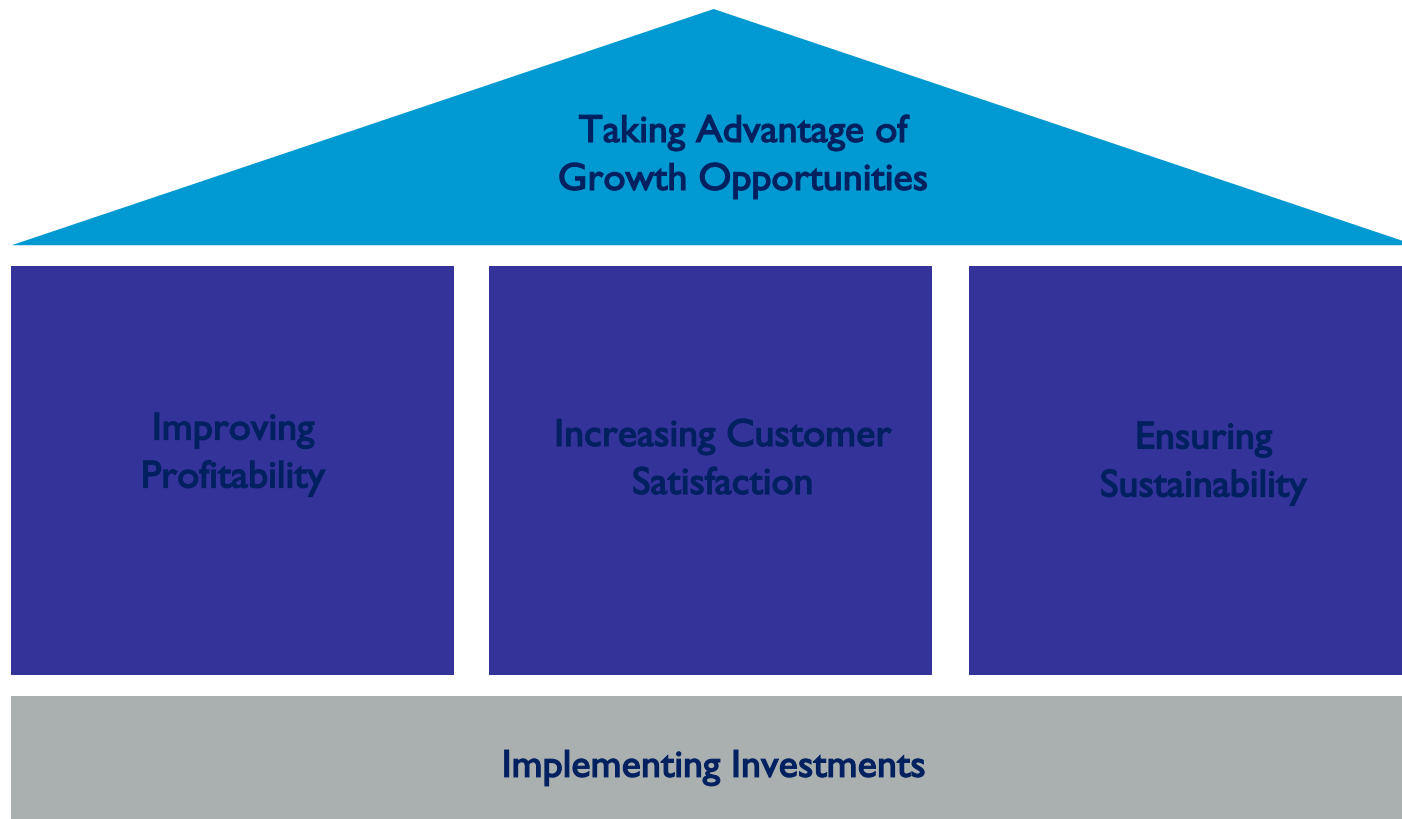 Taking Advantage of
Growth Opportunities
Improving
Profitability
Increasing Customer
Satisfaction
Ensuring
Sustainability
Implementing Investments